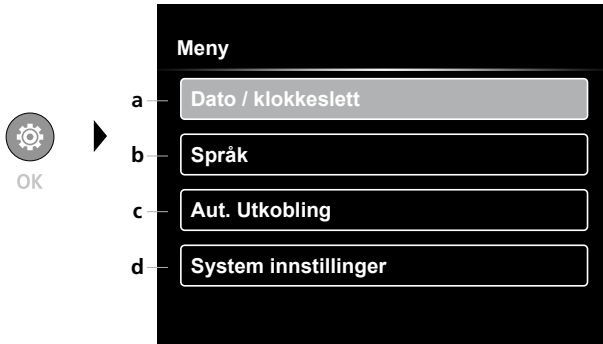 Meny
a Dato / klokkeslett
b Språk
OK
c Aut. Utkobling
d System innstillinger